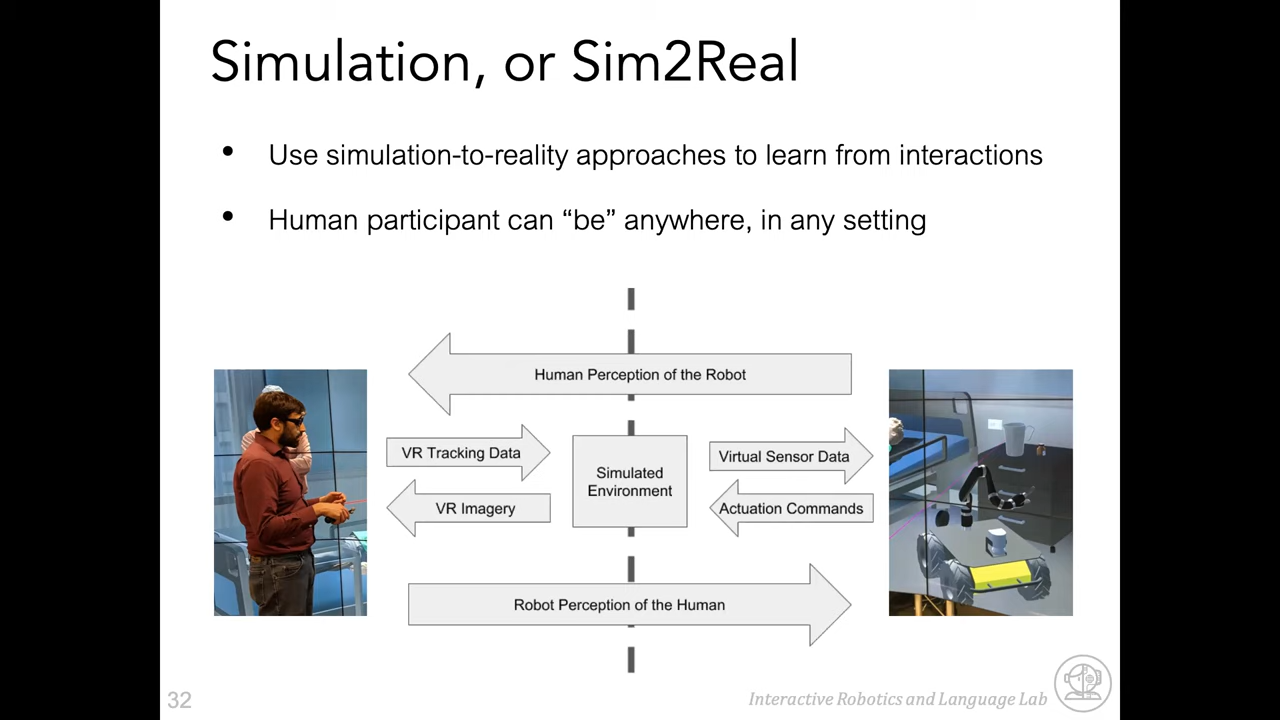 Simulation, or Sim2Real
• Use simulation-to-reality approaches to learn from interactions
• Human participant can “be” anywhere, in any setting
Human Perception of the Robot
VR Tracking Data
VR Imagery
Simulated
Environment
Virtual Sensor Data
Actuation Commands
Robot Perception of the Human
32
Interactive Robotics and Language Lab